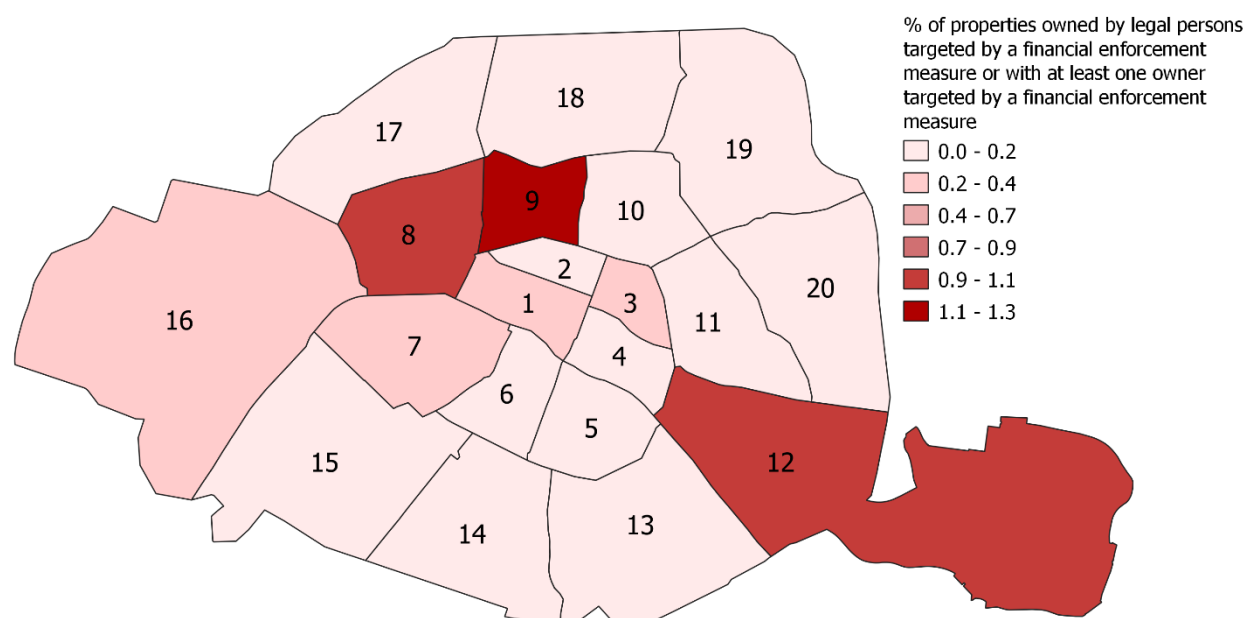 % of properties owned by legal persons
targeted by a financial enforcement
measure or with at least one owner
targeted by a financial enforcement
measure
0.0 - 0.2
0.2 - 0.4
0.4 - 0.7
0.7 - 0.9
0.9 - 1.1
1.1 - 1.3
18
17
19
9
10
8
2
20
1
3
16
11
7
4
6
5
15
12
14
13